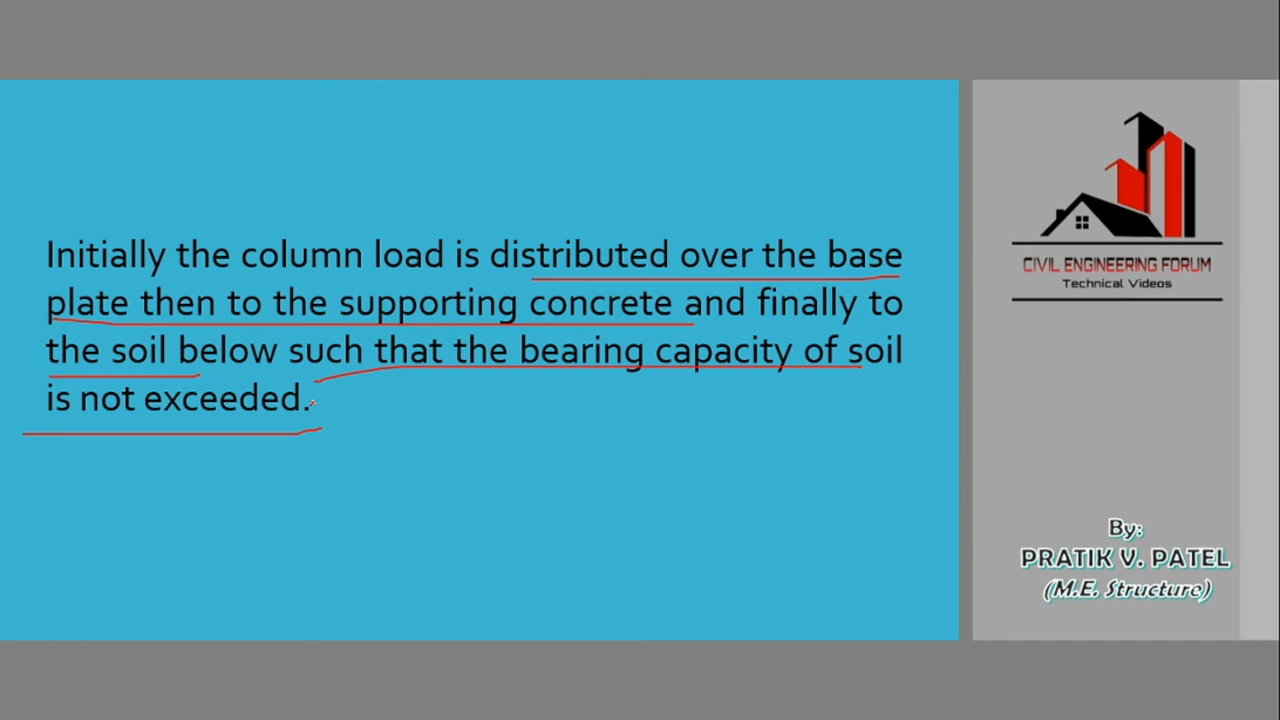 Initially the column load is distributed over the base
plate then to the supporting concrete and finally to
the soil below such that the bearing capacity of soil
is not exceeded.
CIVIL ENGINEERING FORUM
Technical Videos
By:
PRATIK V. PATEL
(M.E. Structure)